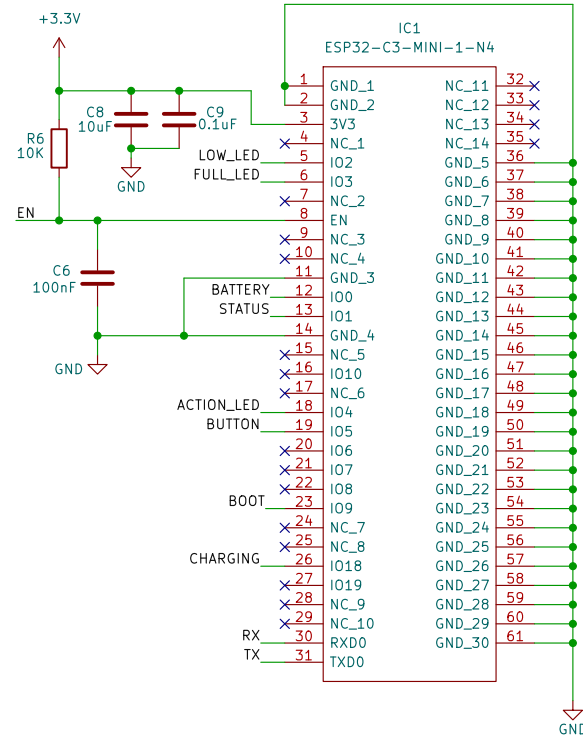 +3.3V
IC1
ESP32-C3-MINI-1-N4
1 GND_1 NC_11 32
2 GND_2 NC_12 33
3 3V3 NC_13 34
4 NC_1 NC_14 35
LOW_LED 5 IO2 GND_5 36
FULL_LED 6 IO3 GND_6 37
7 NC_2 GND_7 38
EN 8 EN GND_8 39
9 NC_3 GND_9 40
10 NC_4 GND_10 41
11 GND_3 GND_11 42
BATTERY 12 IO0 GND_12 43
STATUS 13 IO1 GND_13 44
14 GND_4 GND_14 45
15 NC_5 GND_15 46
16 IO10 GND_16 47
17 NC_6 GND_17 48
ACTION_LED 18 IO4 GND_18 49
BUTTON 19 IO5 GND_19 50
20 IO6 GND_20 51
21 IO7 GND_21 52
22 IO8 GND_22 53
BOOT 23 IO9 GND_23 54
24 NC_7 GND_24 55
25 NC_8 GND_25 56
CHARGING 26 IO18 GND_26 57
27 IO19 GND_27 58
28 NC_9 GND_28 59
29 NC_10 GND_29 60
RX 30 RXD0 GND_30 61
TX 31 TXD0
C8
10uF
C9
0.1uF
R6
10K
GND
C6
100nF
GND
GND